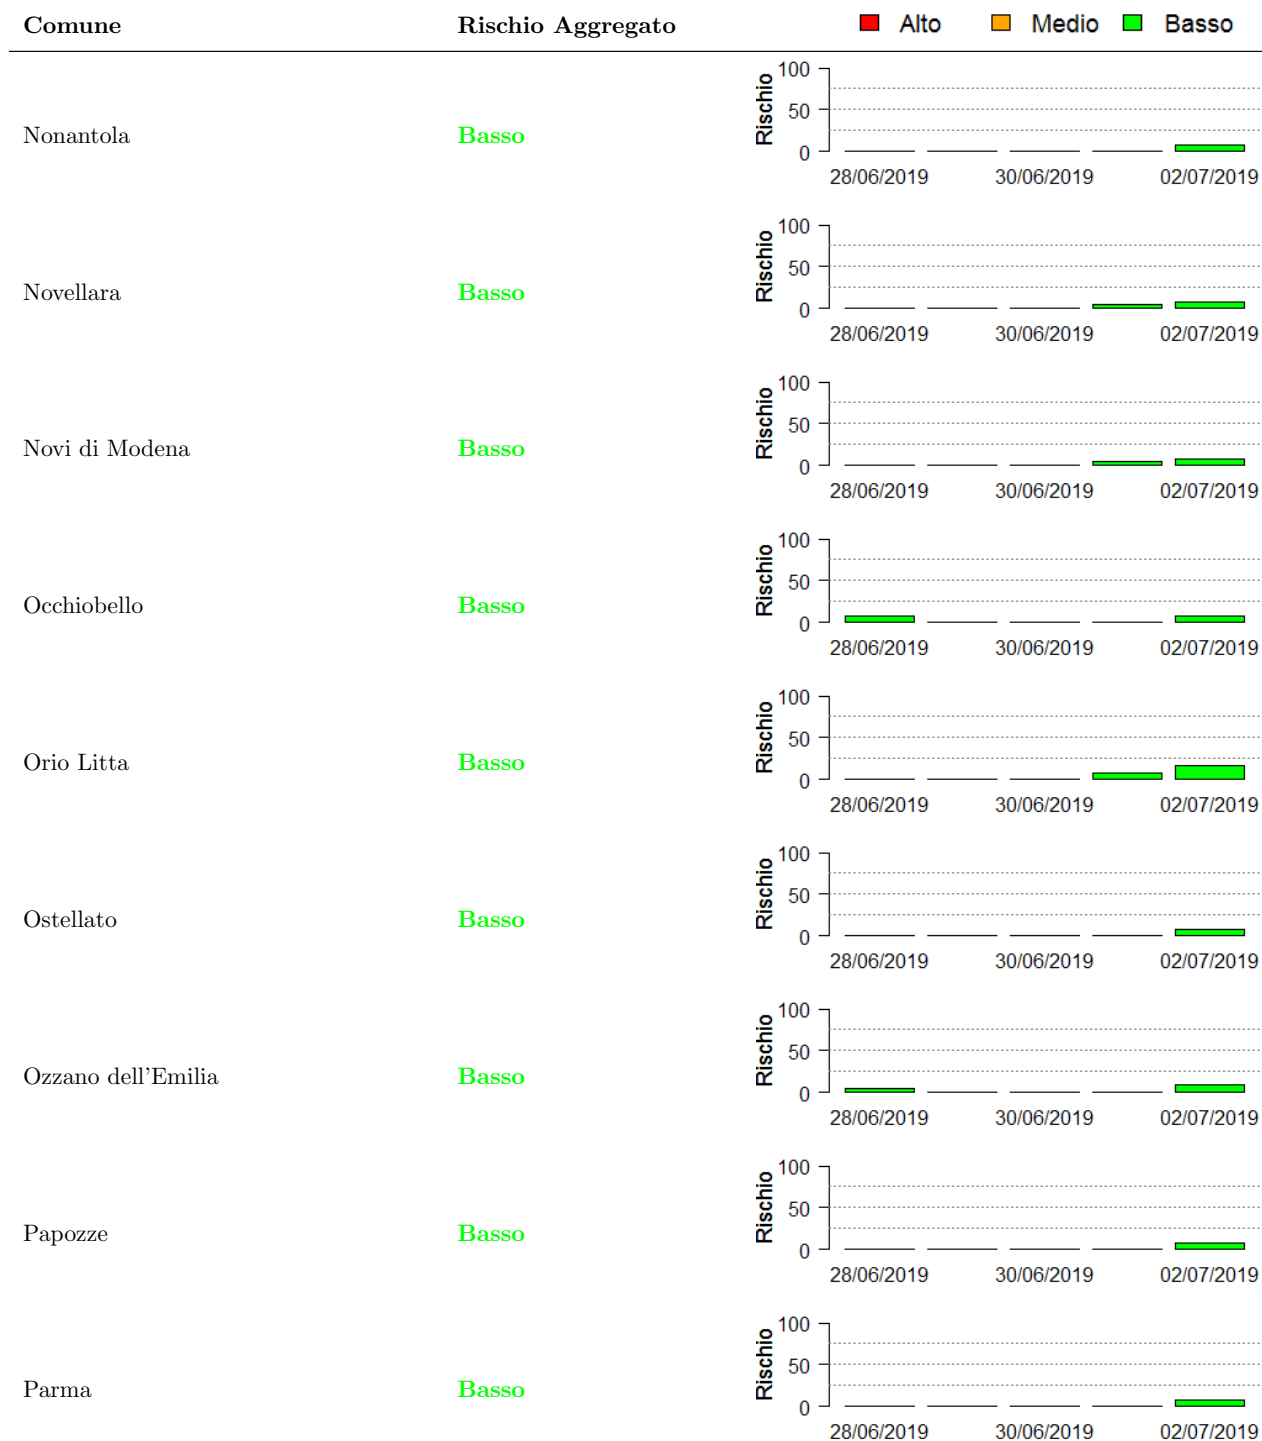 Comune Rischio Aggregato Alto Medio Basso
Nonantola Basso Rischio 100 50 0
28/06/2019 30/06/2019 02/07/2019
Novellara Basso Rischio 100 50 0
28/06/2019 30/06/2019 02/07/2019
Novi di Modena Basso Rischio 100 50 0
28/06/2019 30/06/2019 02/07/2019
Occhiobello Basso Rischio 100 50 0
28/06/2019 30/06/2019 02/07/2019
Orio Litta Basso Rischio 100 50 0
28/06/2019 30/06/2019 02/07/2019
Ostellato Basso Rischio 100 50 0
28/06/2019 30/06/2019 02/07/2019
Ozzano dell'Emilia Basso Rischio 100 50 0
28/06/2019 30/06/2019 02/07/2019
Papozze Basso Rischio 100 50 0
28/06/2019 30/06/2019 02/07/2019
Parma Basso Rischio 100 50 0
28/06/2019 30/06/2019 02/07/2019